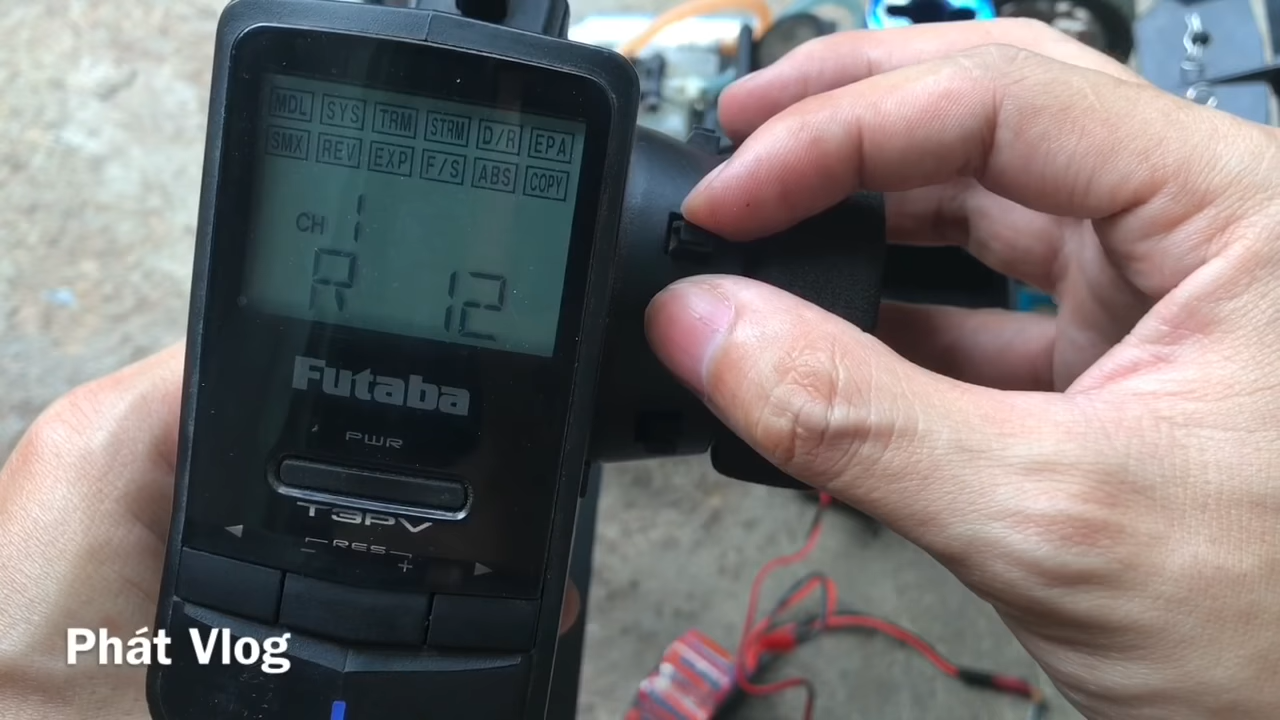 MDL SYS TRM STRM D/R EPA
SMX REV EXP F/S ABS COPY
CH 1
R 12
Futaba
PWR
T3PV
RES
- +
Phát Vlog